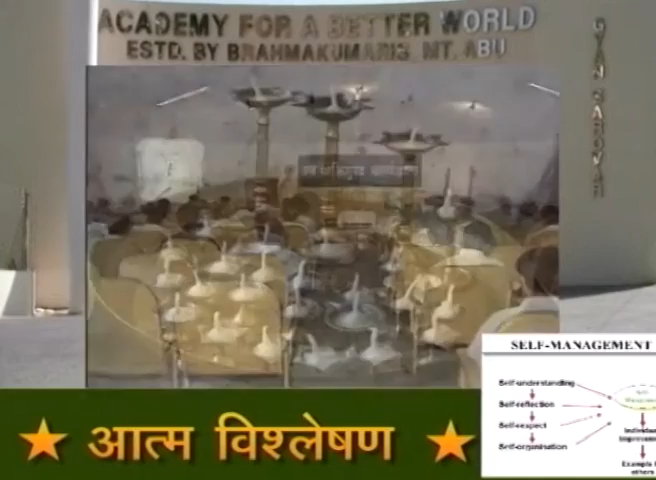 ACADEMY FOR A BETTER WORLD
ESTD. BY BRAHMAKUMARIS, MT. ABU
GYAN SAROVAR
SELF-MANAGEMENT
Self-understanding
Self-reflection
Self-respect
Self-organisation
आत्म विश्लेषण